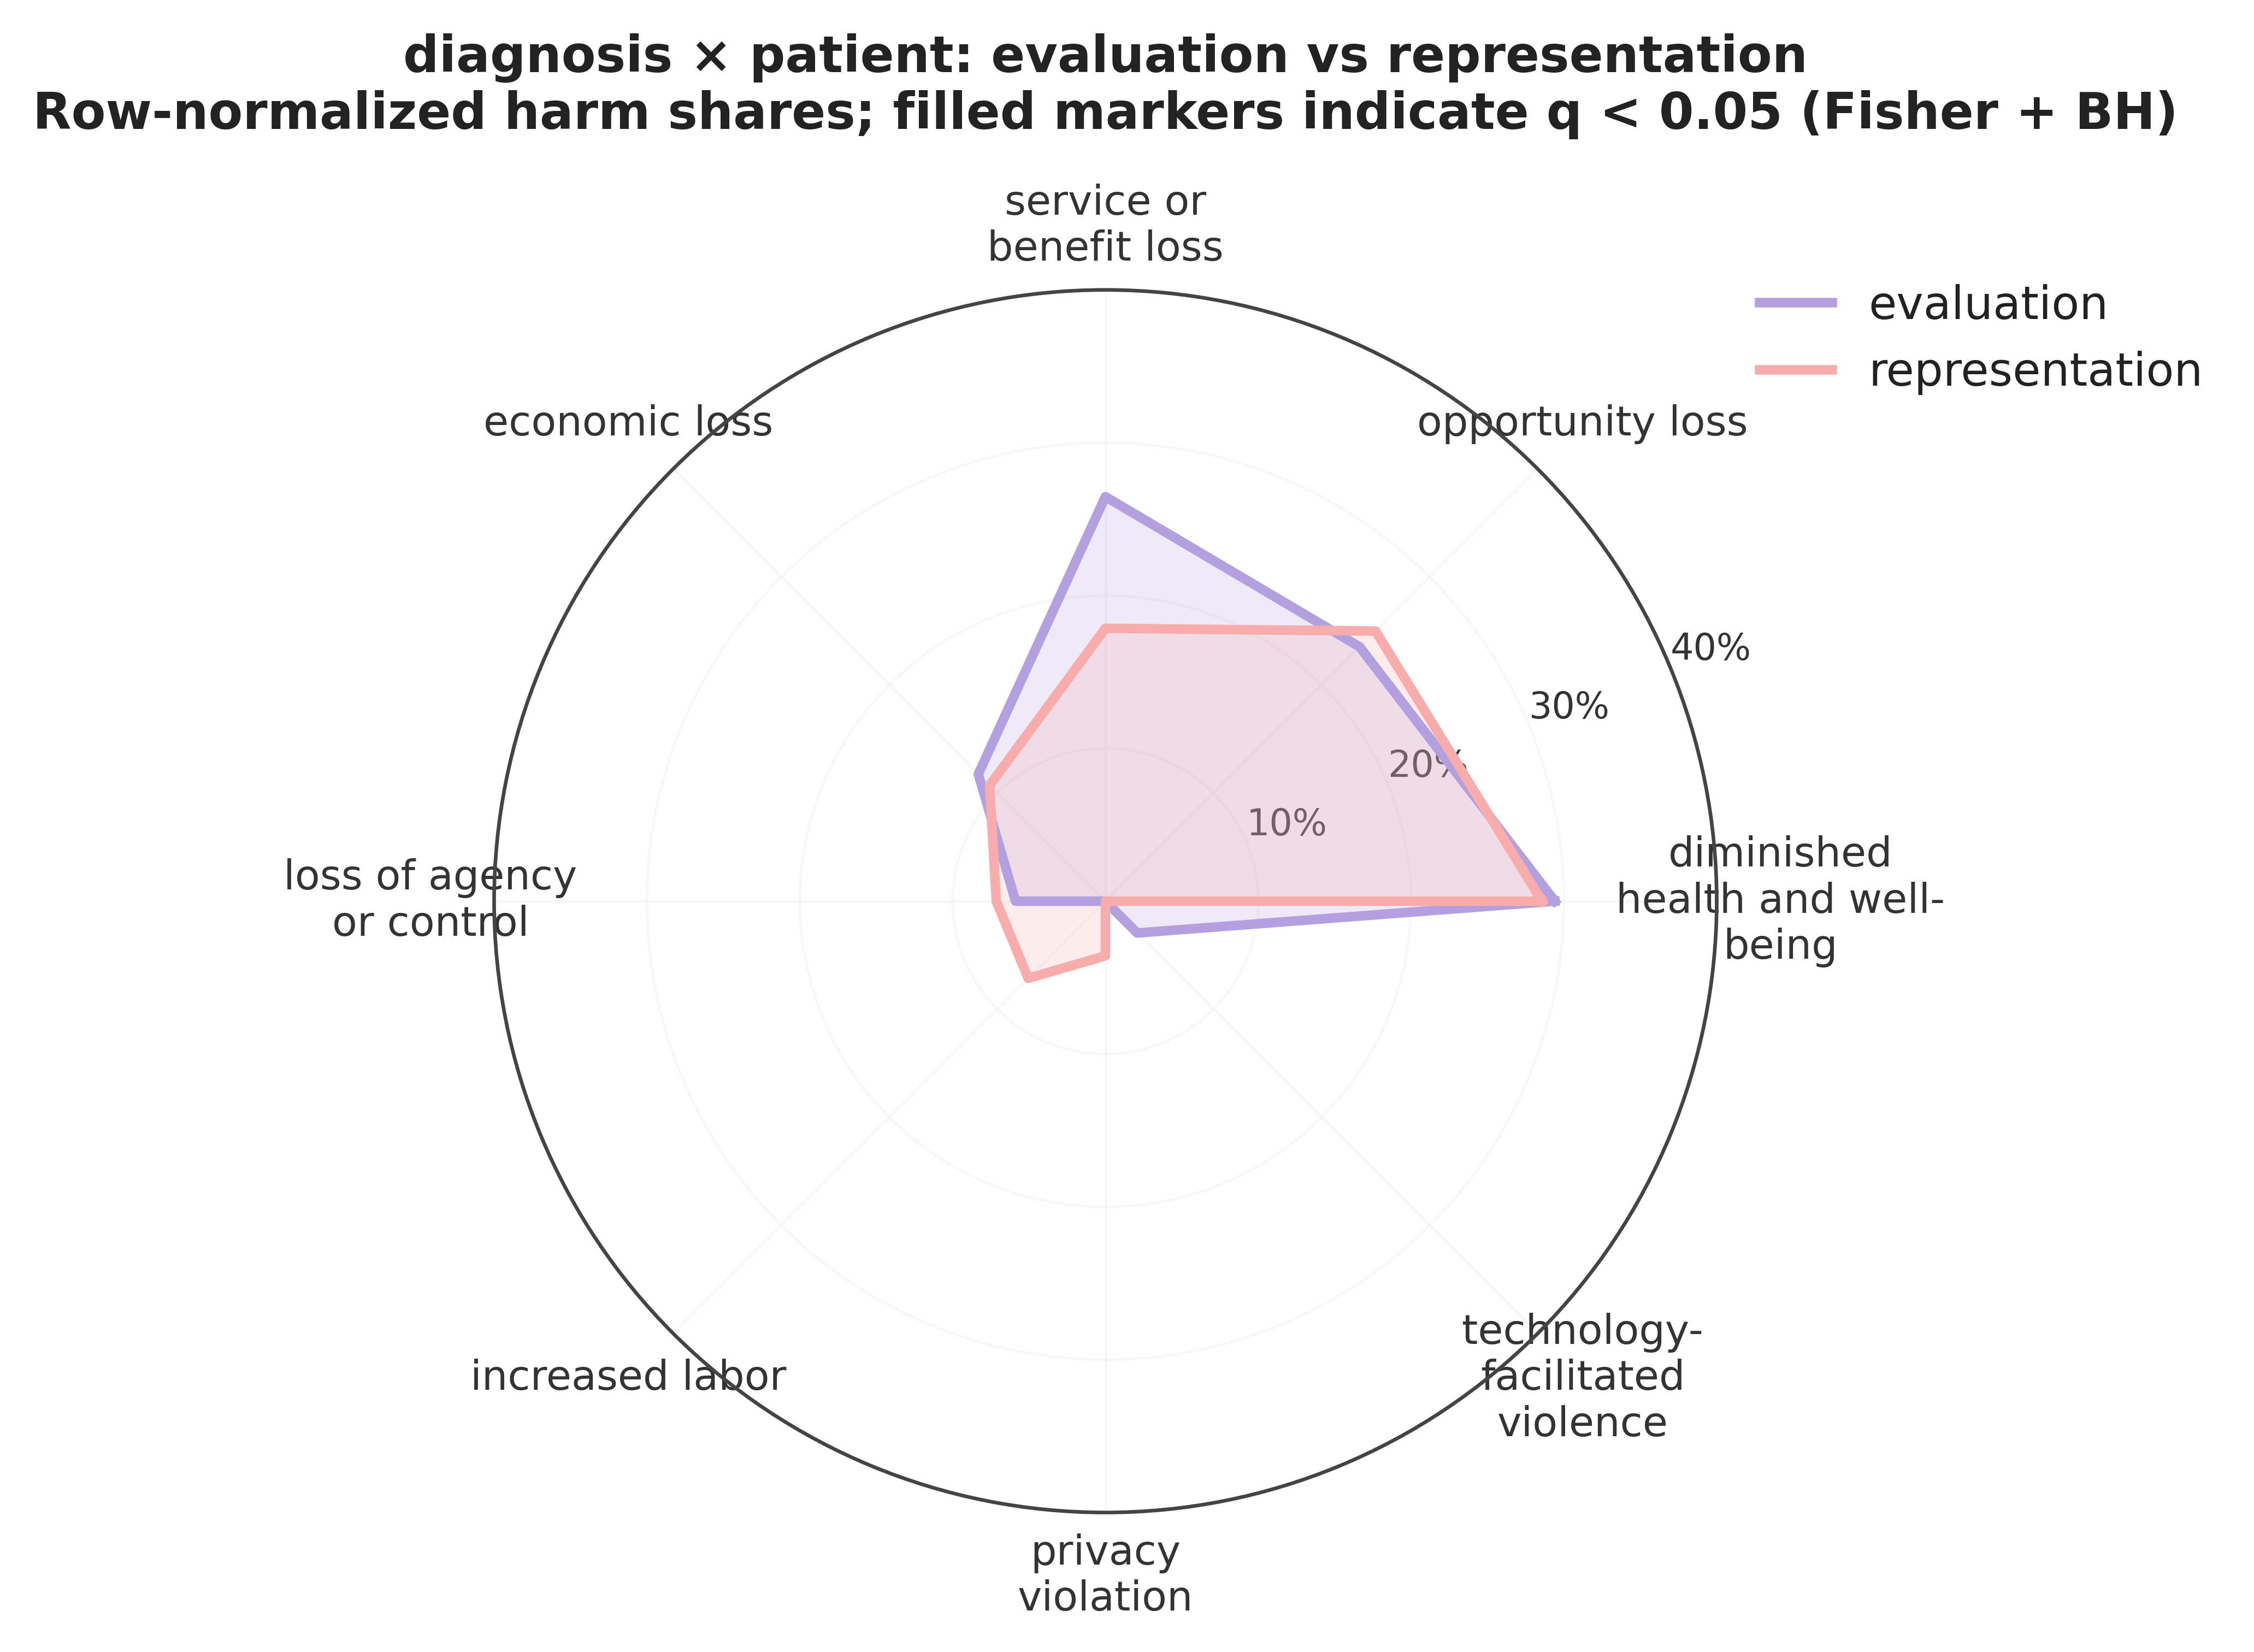 diagnosis × patient: evaluation vs representation
Row-normalized harm shares; filled markers indicate q < 0.05 (Fisher + BH)
service or
benefit loss
evaluation
representation
economic loss
opportunity loss
40%
30%
20%
10%
loss of agency
or control
diminished
health and well-
being
increased labor
technology-
facilitated
violence
privacy
violation